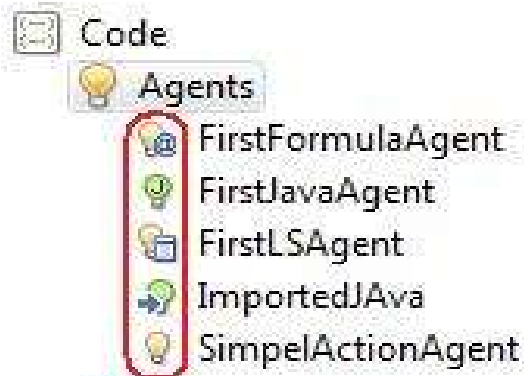 Code
Agents
FirstFormulaAgent
FirstJavaAgent
FirstLSAgent
ImportedJAva
SimpelActionAgent